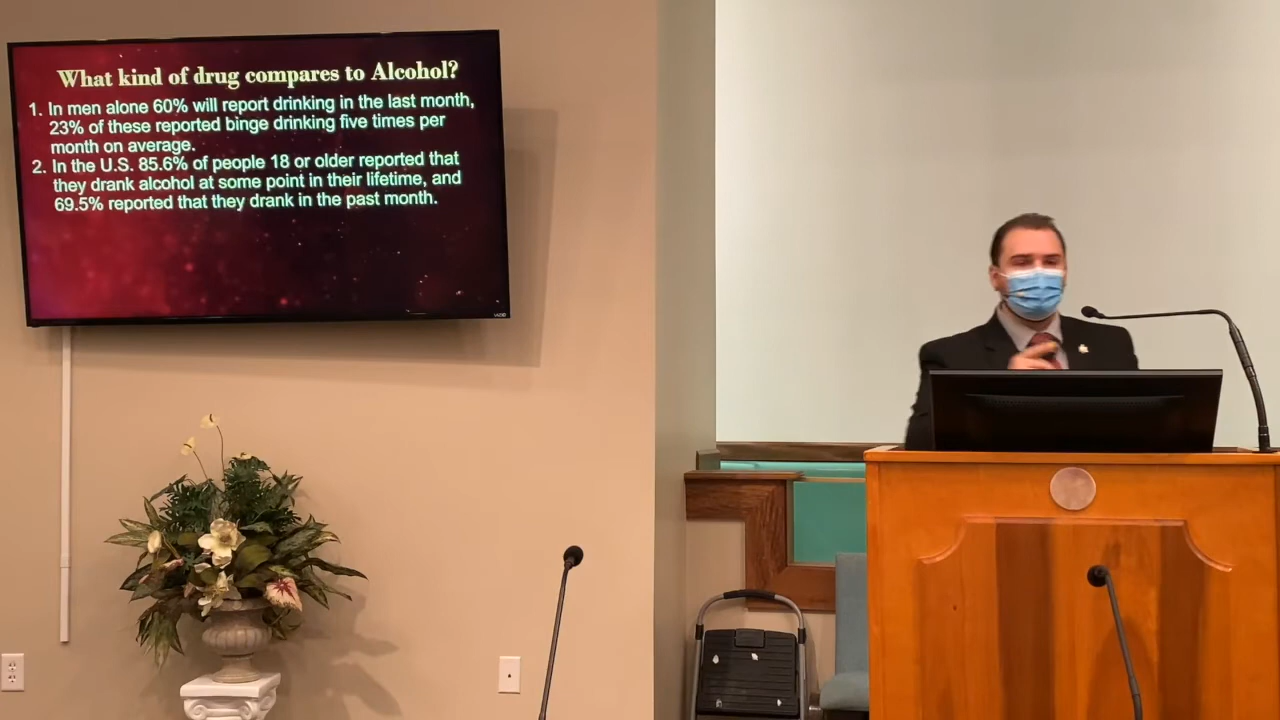 What kind of drug compares to Alcohol?
1. In men alone 60% will report drinking in the last month,
23% of these reported binge drinking five times per
month on average.
2. In the U.S. 85.6% of people 18 or older reported that
they drank alcohol at some point in their lifetime, and
69.5% reported that they drank in the past month.
VIZIO